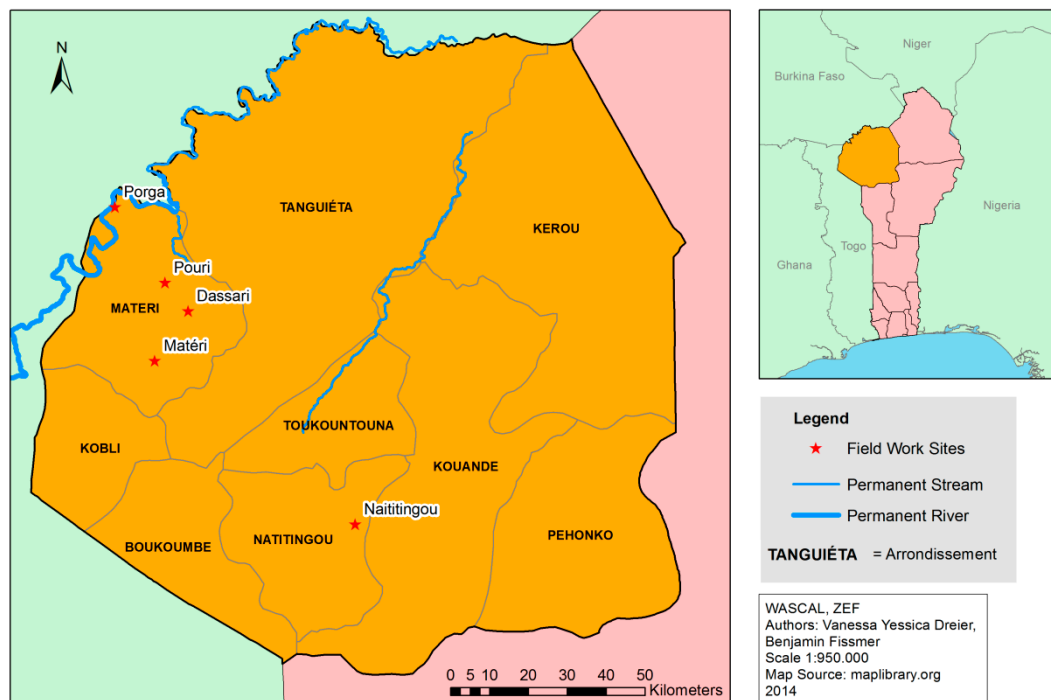 N
Porga
TANGUIÉTA
KEROU
Pouri
Dassari
MATERI
Matéri
TOUKOUNTOUNA
KOBLI
KOUANDE
Naititingou
PEHONKO
BOUKOUMBE
NATITINGOU
0 5 10 20 30 40 50
Kilometers
Niger
Burkina Faso
Nigeria
Togo
Ghana
Legend
Field Work Sites
Permanent Stream
Permanent River
TANGUIÉTA = Arrondissement
WASCAL, ZEF
Authors: Vanessa Yessica Dreier,
Benjamin Fissmer
Scale 1:950.000
Map Source: maplibrary.org
2014